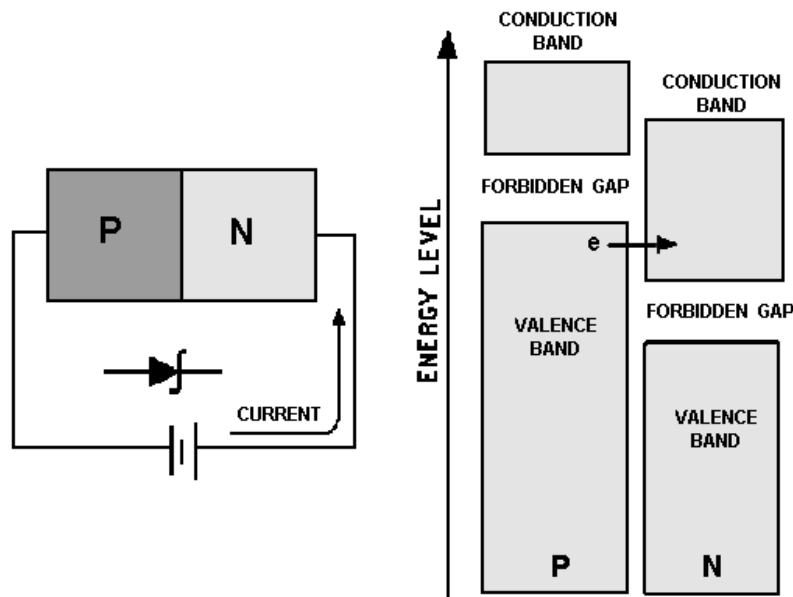 P N
CURRENT
ENERGY LEVEL
CONDUCTION
BAND
CONDUCTION
BAND
FORBIDDEN GAP
e
FORBIDDEN GAP
VALENCE
BAND
VALENCE
BAND
P N